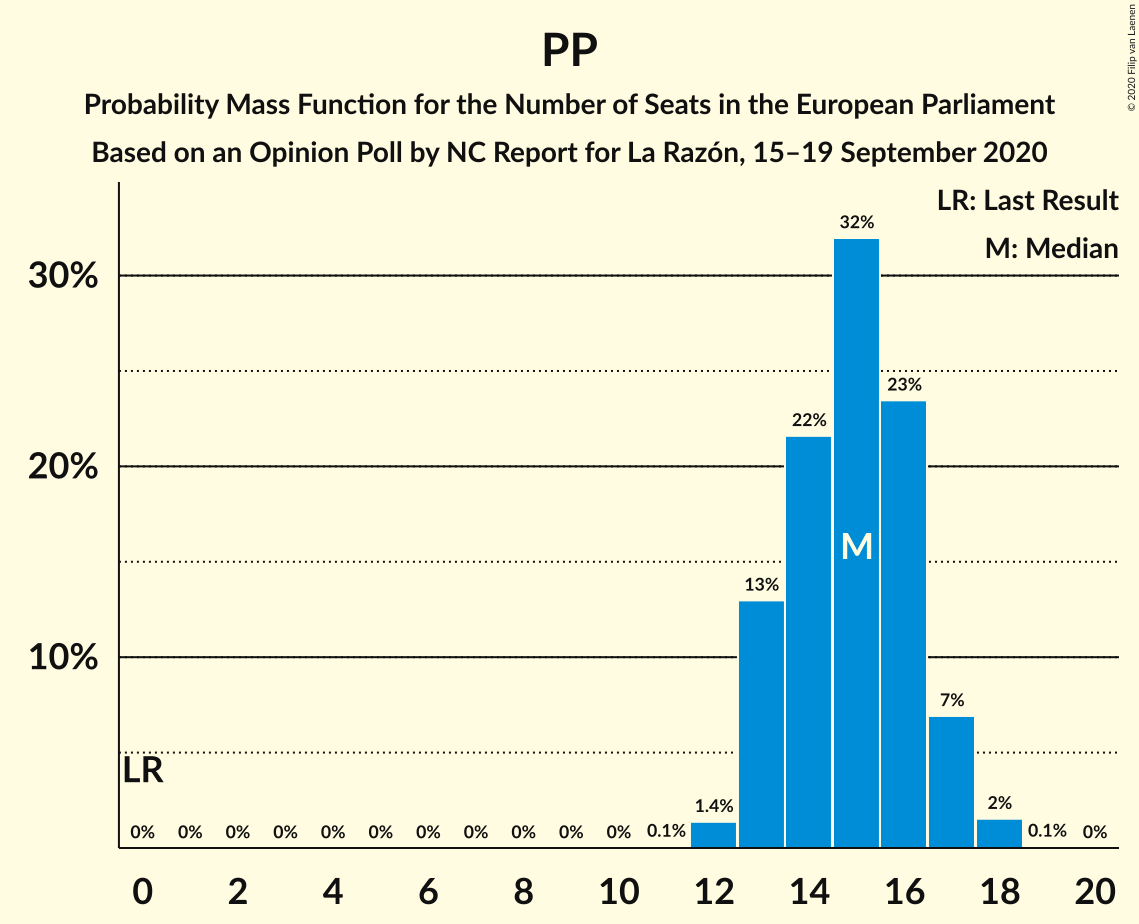 PP
Probability Mass Function for the Number of Seats in the European Parliament
Based on an Opinion Poll by NC Report for La Razón, 15–19 September 2020
© 2020 Filip van Laenen
LR: Last Result
M: Median
32%
30%
23%
22%
20%
M
13%
10%
7%
LR
1.4%
2%
0% 0% 0% 0% 0% 0% 0% 0% 0% 0% 0% 0.1% 0.1% 0%
0 2 4 6 8 10 12 14 16 18 20